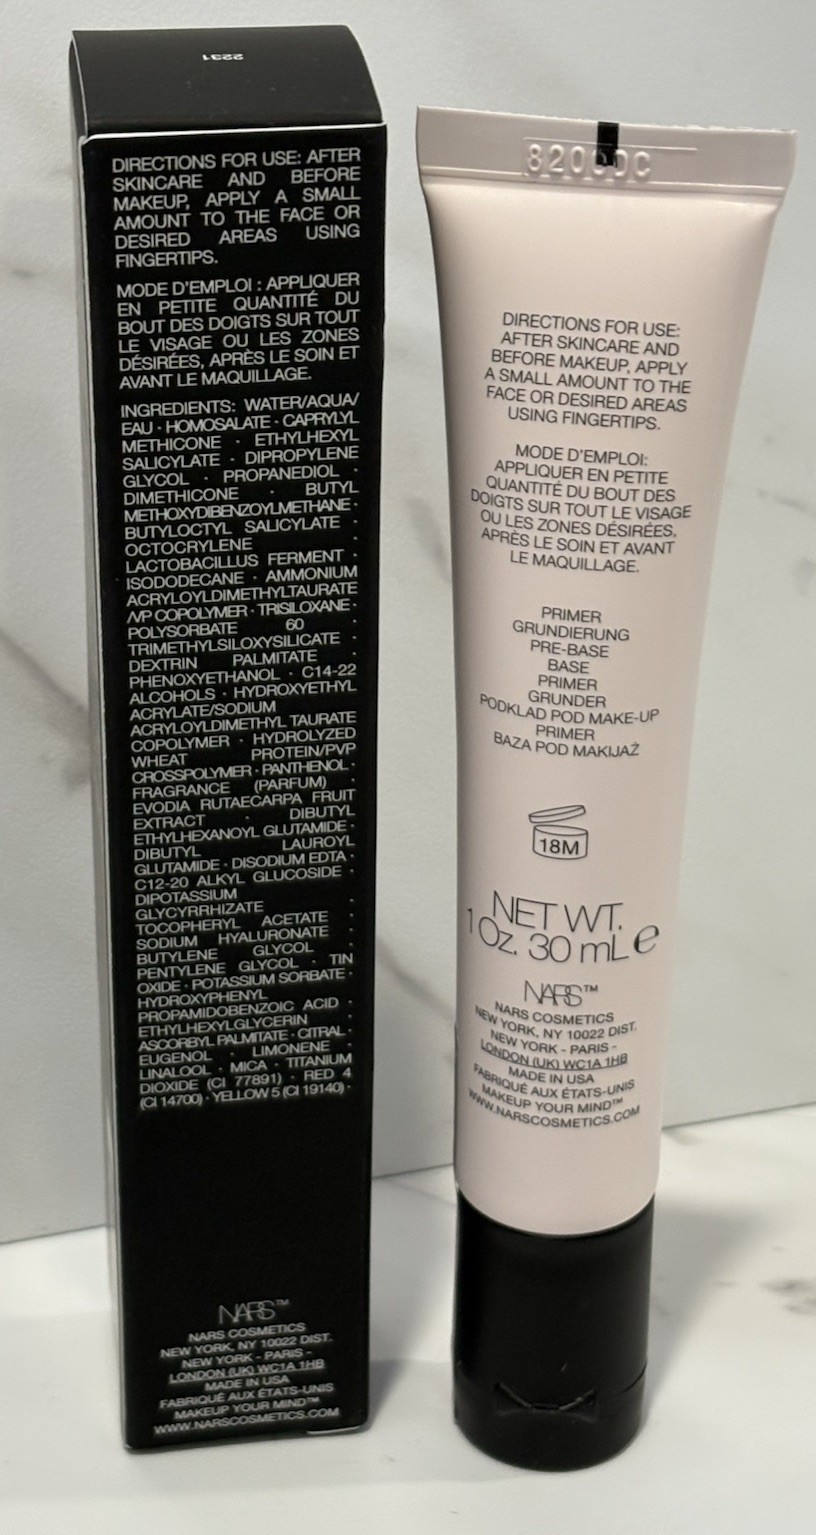 2231
DIRECTIONS FOR USE: AFTER
SKINCARE AND BEFORE
MAKEUP, APPLY A SMALL
AMOUNT TO THE FACE OR
DESIRED AREAS USING
FINGERTIPS.
MODE D'EMPLOI : APPLIQUER
EN PETITE QUANTITÉ DU
BOUT DES DOIGTS SUR TOUT
LE VISAGE OU LES ZONES
DÉSIRÉES, APRÈS LE SOIN ET
AVANT LE MAQUILLAGE.
INGREDIENTS: WATER/AQUA/
EAU · HOMOSALATE · CAPRYLYL
METHICONE · ETHYLHEXYL
SALICYLATE · DIPROPYLENE
GLYCOL · PROPANEDIOL ·
DIMETHICONE · BUTYL
METHOXYDIBENZOYLMETHANE ·
BUTYLOCTYL SALICYLATE ·
OCTOCRYLENE ·
LACTOBACILLUS FERMENT ·
ISODODECANE · AMMONIUM
ACRYLOYLDIMETHYLTAURATE
/VP COPOLYMER · TRISILOXANE ·
POLYSORBATE 60 ·
TRIMETHYLSILOXYSILICATE ·
DEXTRIN PALMITATE ·
PHENOXYETHANOL · C14-22
ALCOHOLS · HYDROXYETHYL
ACRYLATE/SODIUM
ACRYLOYLDIMETHYL TAURATE
COPOLYMER · HYDROLYZED
WHEAT PROTEIN/PVP
CROSSPOLYMER · PANTHENOL ·
FRAGRANCE (PARFUM) ·
EVODIA RUTAECARPA FRUIT
EXTRACT · DIBUTYL
ETHYLHEXANOYL GLUTAMIDE ·
DIBUTYL LAUROYL
GLUTAMIDE · DISODIUM EDTA ·
C12-20 ALKYL GLUCOSIDE ·
DIPOTASSIUM
GLYCYRRHIZATE ·
TOCOPHERYL ACETATE ·
SODIUM HYALURONATE ·
BUTYLENE GLYCOL ·
PENTYLENE GLYCOL · TIN
OXIDE · POTASSIUM SORBATE ·
HYDROXYPHENYL
PROPAMIDOBENZOIC ACID ·
ETHYLHEXYLGLYCERIN ·
ASCORBYL PALMITATE · CITRAL ·
EUGENOL · LIMONENE ·
LINALOOL · MICA · TITANIUM
DIOXIDE (CI 77891) · RED 4
(CI 14700) · YELLOW 5 (CI 19140) ·
NARS™
NARS COSMETICS
NEW YORK, NY 10022 DIST.
NEW YORK - PARIS -
LONDON (UK) WC1A 1HB
MADE IN USA
FABRIQUÉ AUX ÉTATS-UNIS
MAKEUP YOUR MIND™
WWW.NARSCOSMETICS.COM
DIRECTIONS FOR USE:
AFTER SKINCARE AND
BEFORE MAKEUP, APPLY
A SMALL AMOUNT TO THE
FACE OR DESIRED AREAS
USING FINGERTIPS.
MODE D'EMPLOI:
APPLIQUER EN PETITE
QUANTITÉ DU BOUT DES
DOIGTS SUR TOUT LE VISAGE
OU LES ZONES DÉSIRÉES,
APRÈS LE SOIN ET AVANT
LE MAQUILLAGE.
PRIMER
GRUNDIERUNG
PRE-BASE
BASE
PRIMER
GRUNDER
PODKLAD POD MAKE-UP
PRIMER
BAZA POD MAKIJAŻ
18M
NET WT.
1 Oz. 30 mL e
NARS™
NARS COSMETICS
NEW YORK, NY 10022 DIST.
NEW YORK - PARIS -
LONDON (UK) WC1A 1HB
MADE IN USA
FABRIQUÉ AUX ÉTATS-UNIS
MAKEUP YOUR MIND™
WWW.NARSCOSMETICS.COM